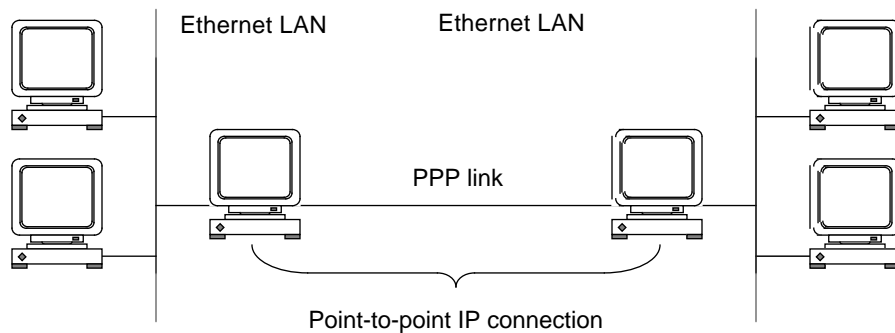 Ethernet LAN
Ethernet LAN
PPP link
Point-to-point IP connection